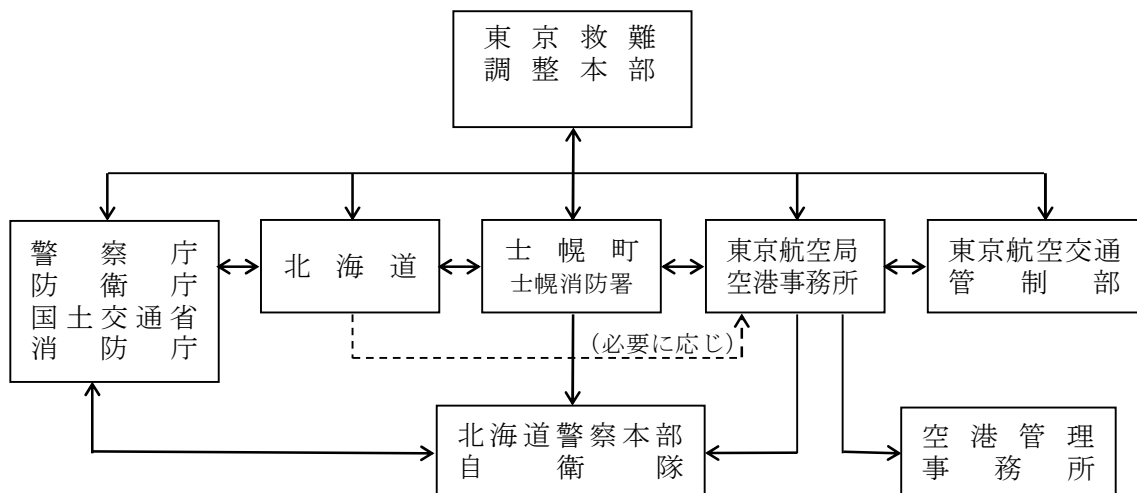 東京救難
調整本部
警察庁
防衛庁
国土交通省
消防庁
北海道
士幌町
士幌消防署
東京航空局
空港事務所
東京航空交通
管制部
（必要に応じ）
北海道警察本部
自衛隊
空港管理
事務所